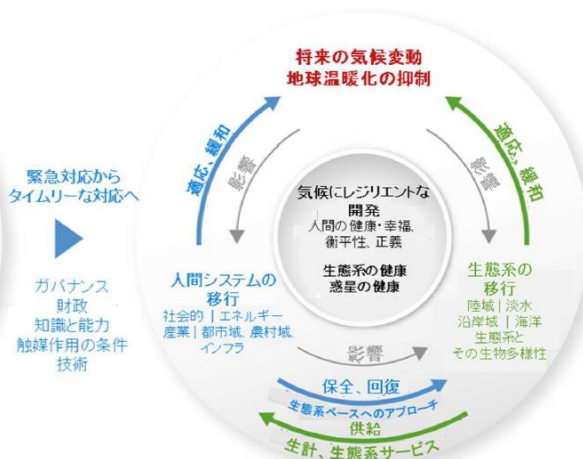 将来の気候変動
地球温暖化の抑制
適応、緩和
影響
影響
適応、緩和
緊急対応から
タイムリーな対応へ
ガバナンス
財政
知識と能力
触媒作用の条件
技術
気候にレジリエントな
開発
人間の健康・幸福、
衡平性、正義
生態系の健康
惑星の健康
人間システムの
移行
社会的 | エネルギー
産業 | 都市域、農村域、
インフラ
生態系の
移行
陸域 | 淡水
沿岸域 | 海洋
生態系と
その生物多様性
影響
保全、回復
生態系ベースへのアプローチ
供給
生計、生態系サービス